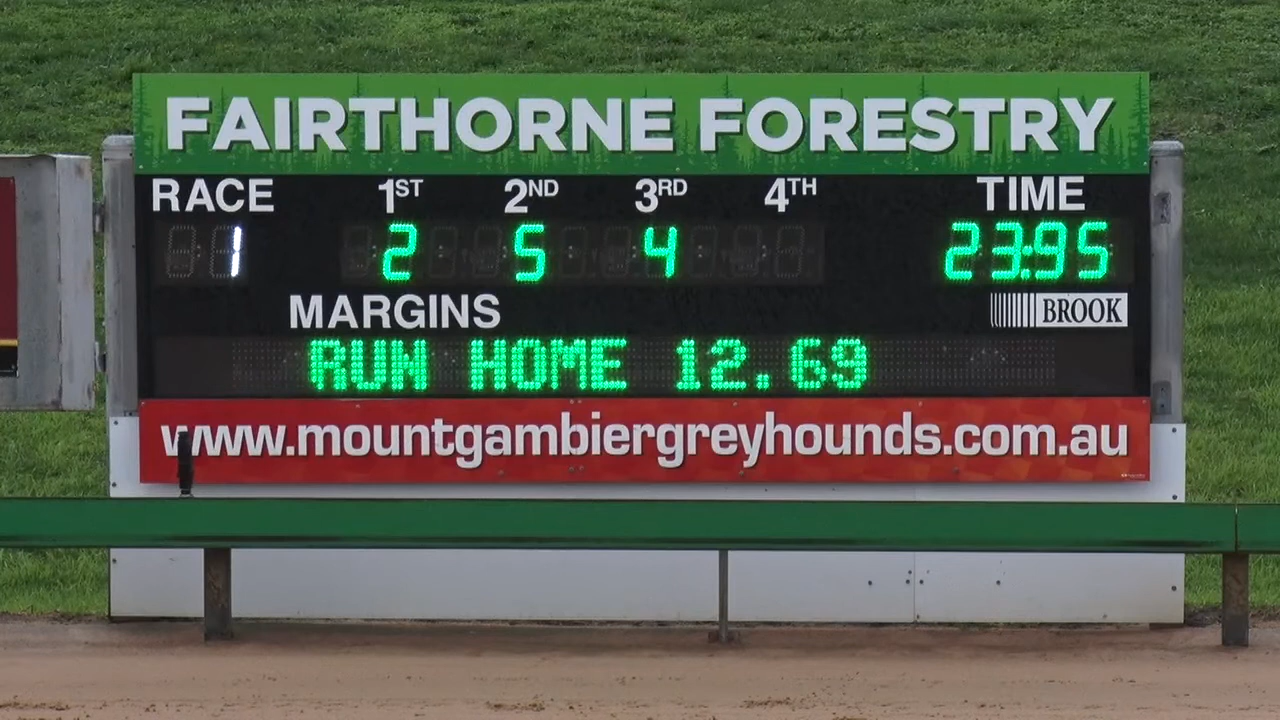 FAIRTHORNE FORESTRY
RACE 1ST 2ND 3RD 4TH TIME
1 2 5 4 23:95
MARGINS BROOK
RUN HOME 12.69
www.mountgambiergreyhounds.com.au